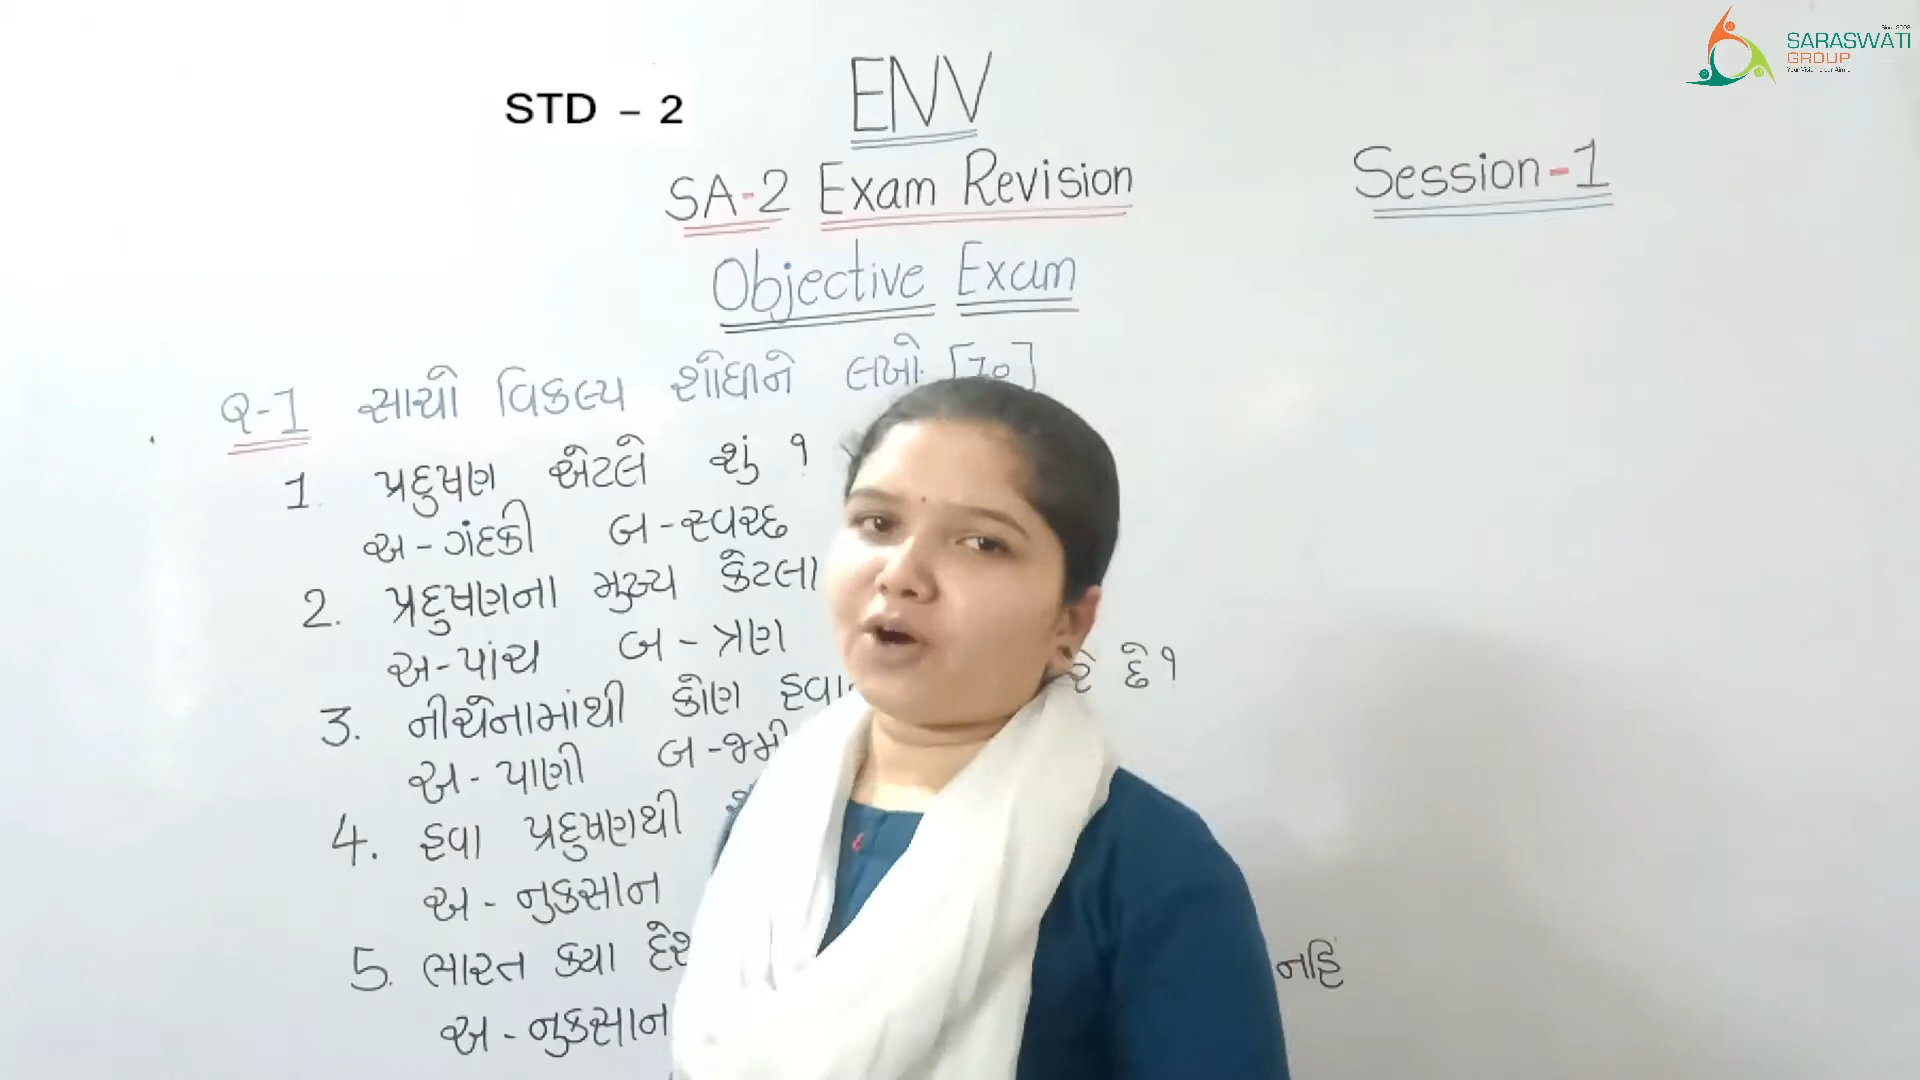 SARASWATI
GROUP
STD - 2
ENV
SA-2 Exam Revision
Session-1
Objective Exam
Q-1 સાચો વિકલ્પ શોધીને લખો. [10]
1. પ્રદુષણ એટલે શું ?
અ - ગંદકી બ - સ્વચ્છ
2. પ્રદુષણના મુખ્ય કેટલા
અ - પાંચ બ - ત્રણ
3. નીચેનામાંથી કોણ હવા રે છે ?
અ - પાણી બ - જમી
4. હવા પ્રદુષણથી
અ - નુકસાન
5. ભારત ક્યા દેશ નહિં
અ - નુકસાન